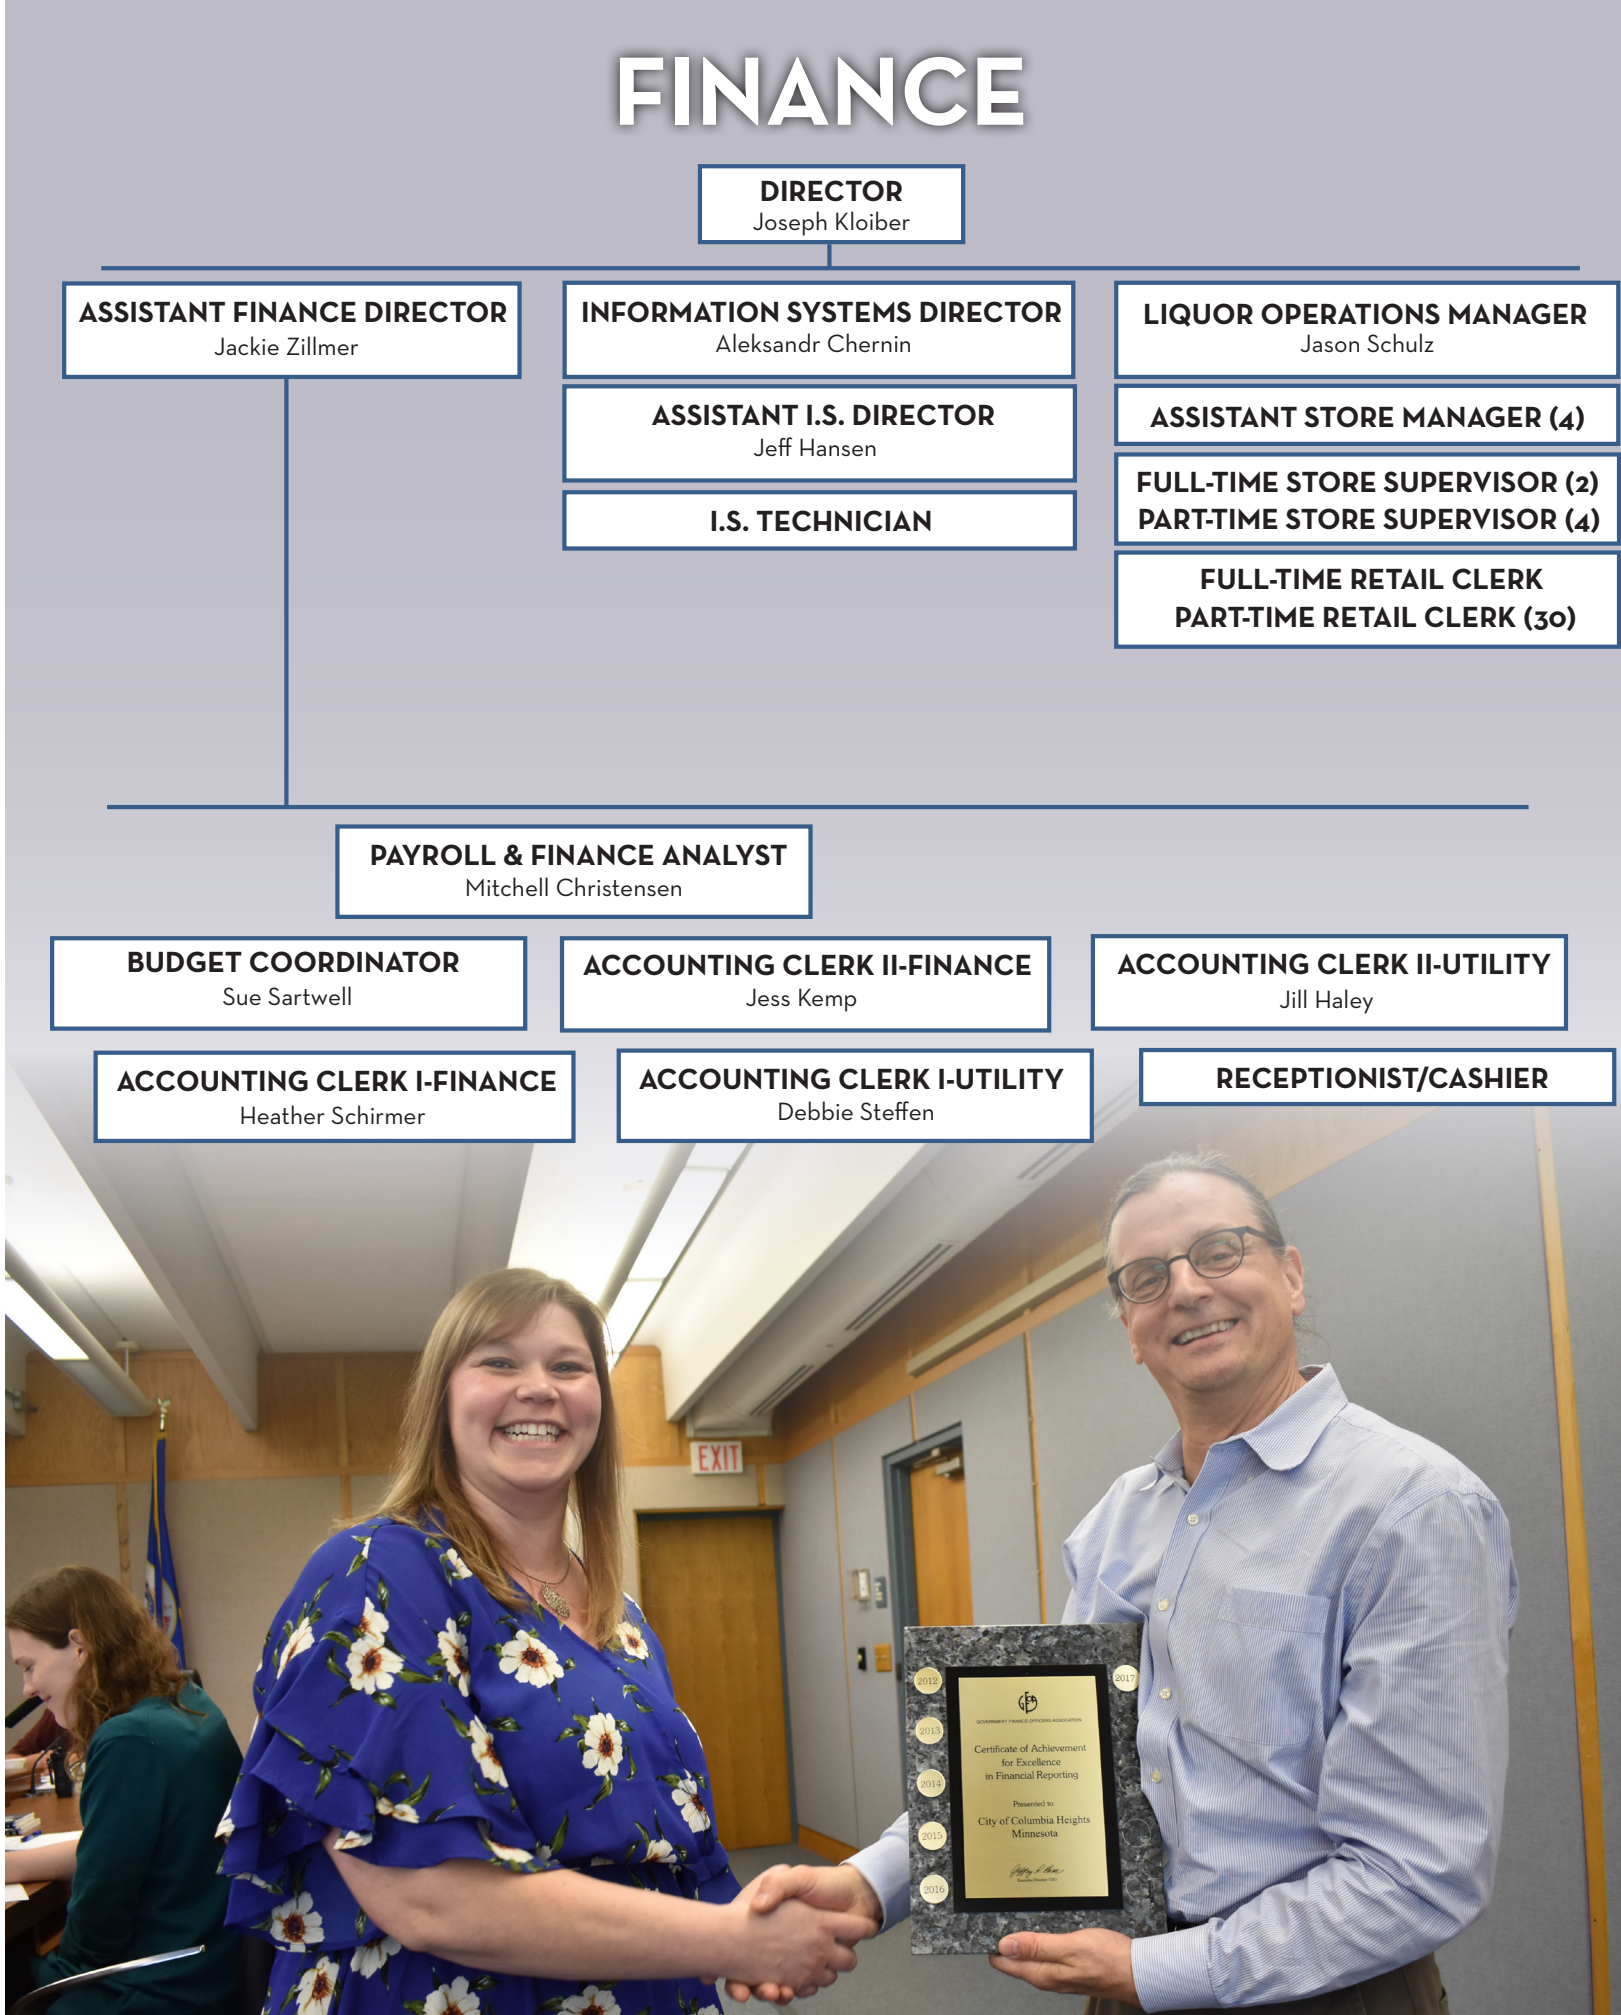 FINANCE
DIRECTOR
Joseph Kloiber
ASSISTANT FINANCE DIRECTOR
Jackie Zillmer
INFORMATION SYSTEMS DIRECTOR
Aleksandr Chernin
LIQUOR OPERATIONS MANAGER
Jason Schulz
ASSISTANT I.S. DIRECTOR
Jeff Hansen
ASSISTANT STORE MANAGER (4)
I.S. TECHNICIAN
FULL-TIME STORE SUPERVISOR (2)
PART-TIME STORE SUPERVISOR (4)
FULL-TIME RETAIL CLERK
PART-TIME RETAIL CLERK (30)
PAYROLL & FINANCE ANALYST
Mitchell Christensen
BUDGET COORDINATOR
Sue Sartwell
ACCOUNTING CLERK II-FINANCE
Jess Kemp
ACCOUNTING CLERK II-UTILITY
Jill Haley
ACCOUNTING CLERK I-FINANCE
Heather Schirmer
ACCOUNTING CLERK I-UTILITY
Debbie Steffen
RECEPTIONIST/CASHIER
EXIT
2012
2013
2014
2015
2016
2017
GOVERNMENT FINANCE OFFICERS ASSOCIATION
Certificate of Achievement
for Excellence
in Financial Reporting
Presented to
City of Columbia Heights
Minnesota